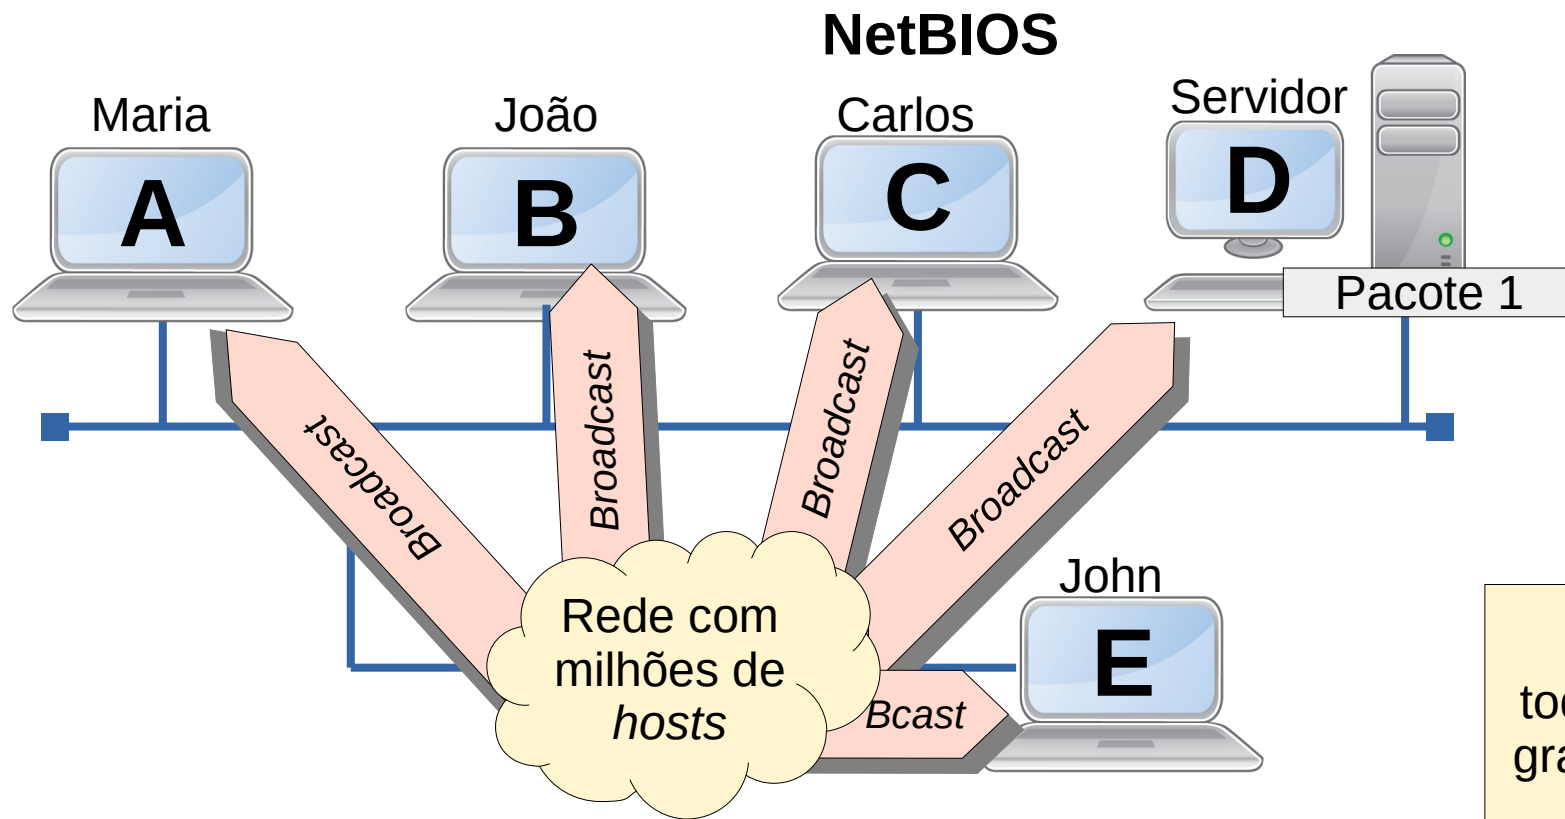 NetBIOS
Maria
João
Carlos
Servidor
A
B
C
D
Pacote 1
Broadcast
Broadcast
Broadcast
Broadcast
John
E
Rede com
milhões de
hosts
Bcast